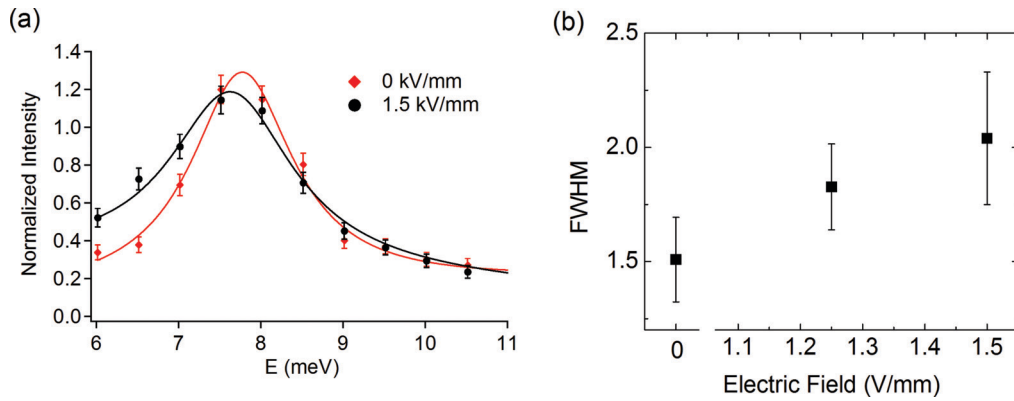 (a)
1.4
1.2
1.0
0.8
0.6
0.4
0.2
0.0
Normalized Intensity
0 kV/mm
1.5 kV/mm
6 7 8 9 10 11
E (meV)
(b)
2.5
2.0
1.5
FWHM
0 1.1 1.2 1.3 1.4 1.5
Electric Field (V/mm)